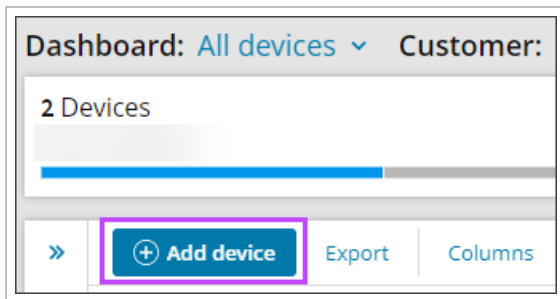 Dashboard: All devices Customer:
2 Devices
Add device Export Columns